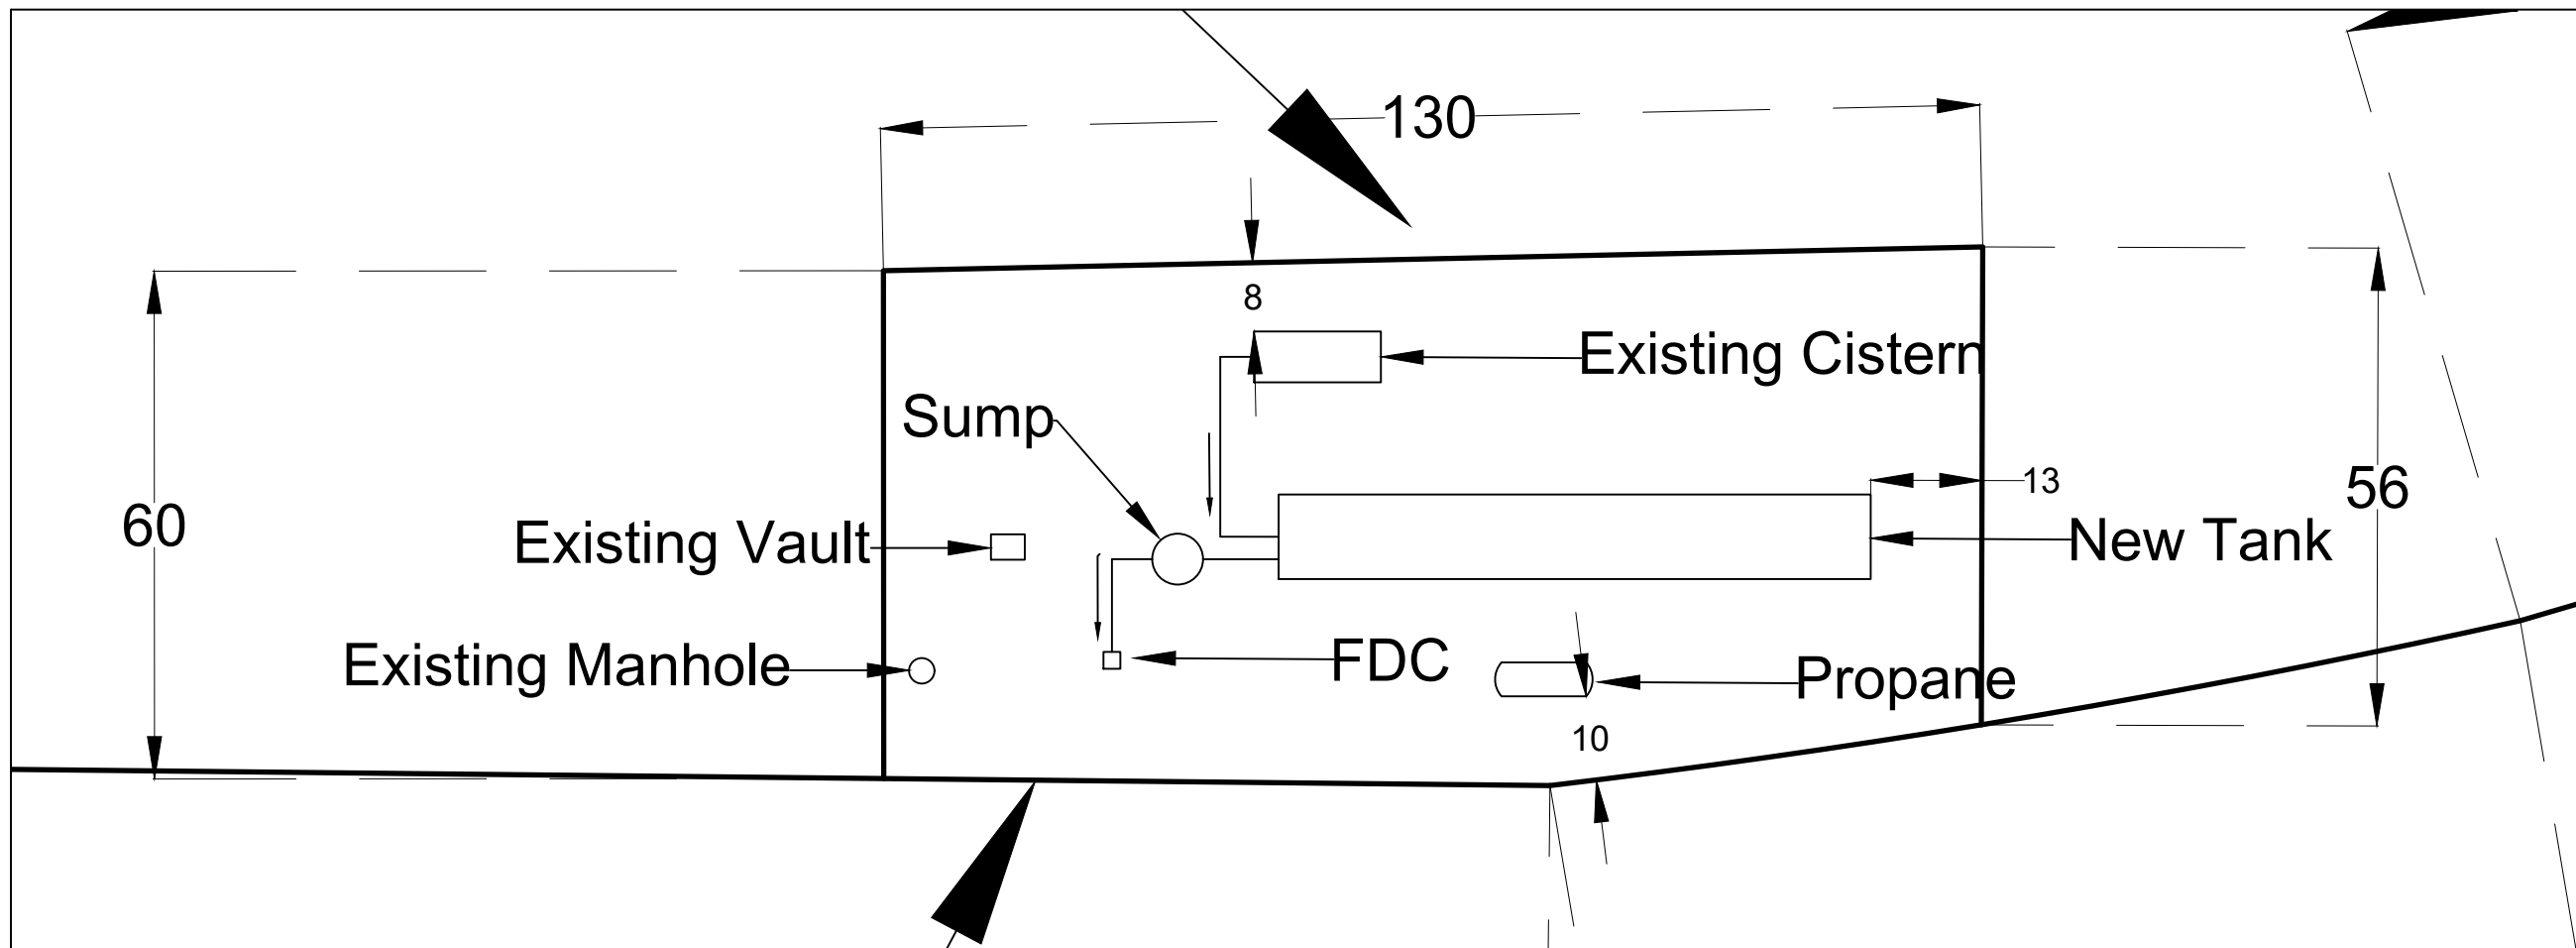 130
8
Existing Cistern
Sump
13
56
60
Existing Vault
New Tank
Existing Manhole
FDC
Propane
10